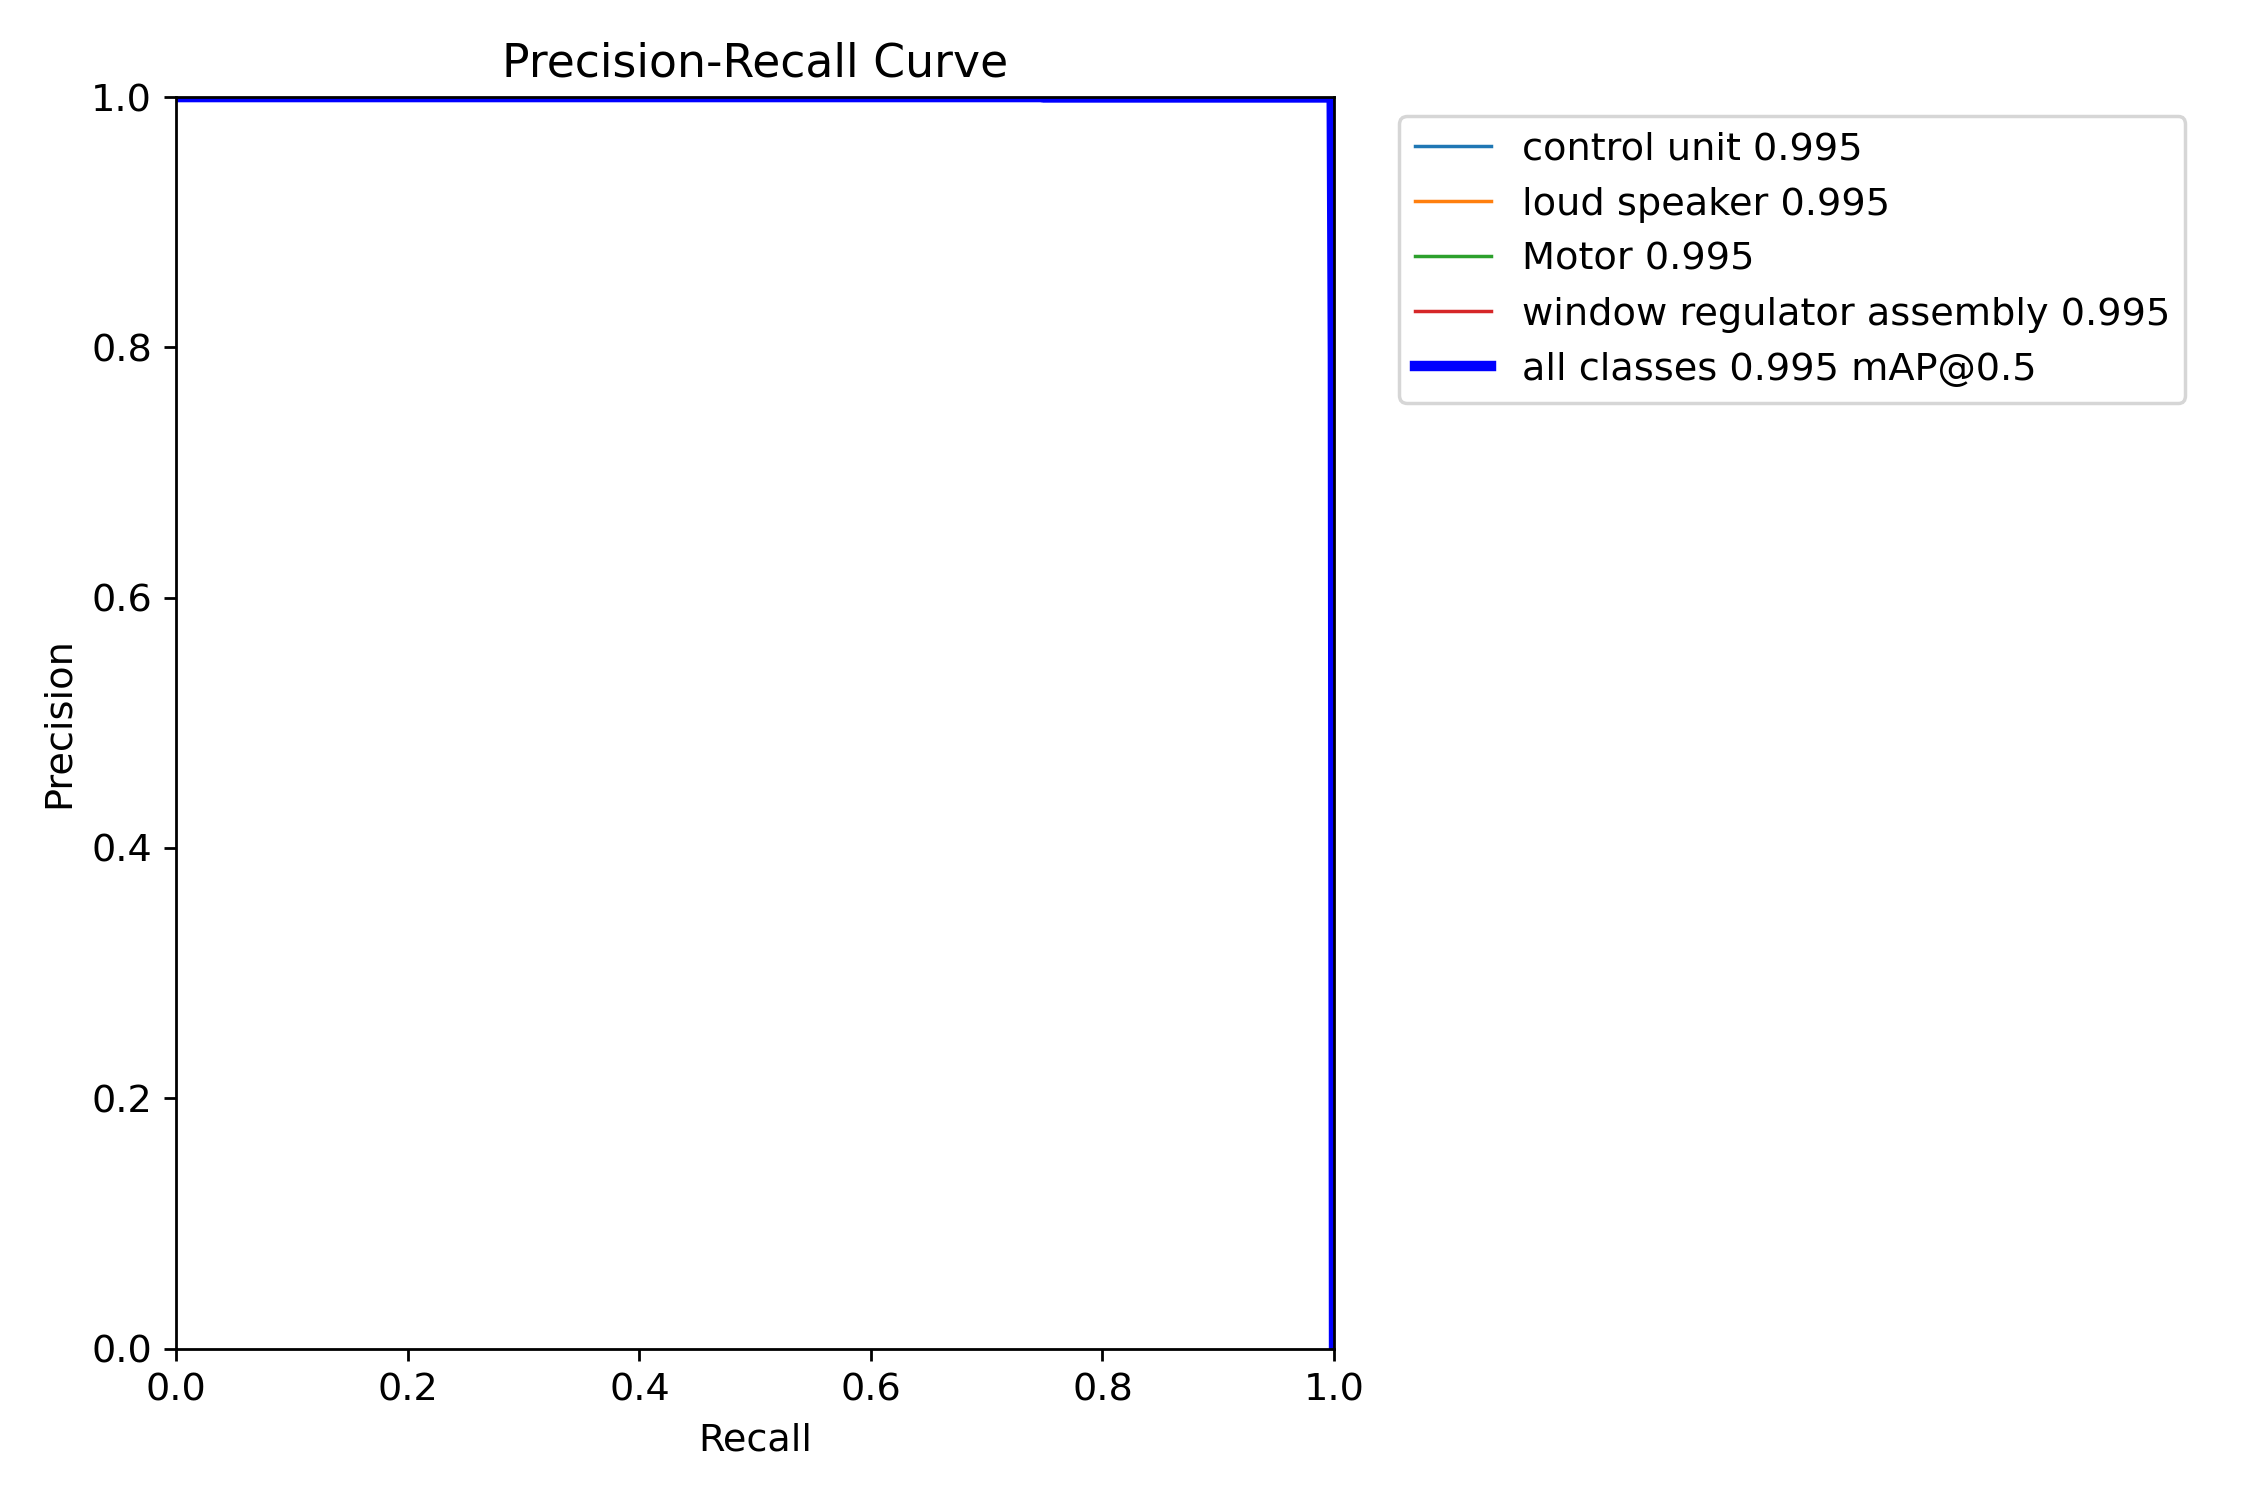 Precision-Recall Curve
1.0
0.8
0.6
0.4
0.2
0.0
Precision
0.0 0.2 0.4 0.6 0.8 1.0
Recall
control unit 0.995
loud speaker 0.995
Motor 0.995
window regulator assembly 0.995
all classes 0.995 mAP@0.5